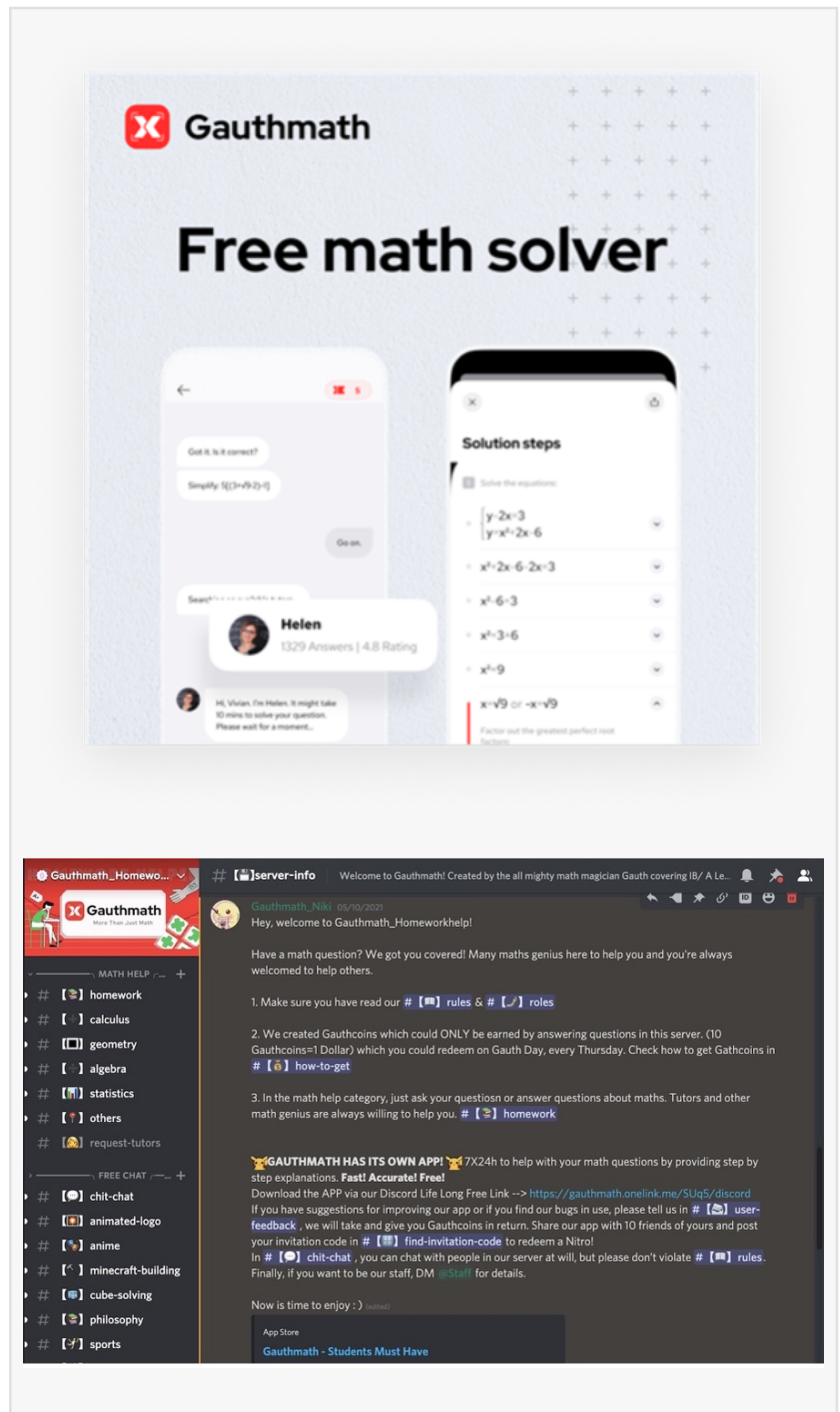 Gauthmath
Free math solver
Got it. Is it correct?
Go on.
Helen
1329 Answers | 4.8 Rating
Hi, Vivian. I'm Helen. It might take
10 mins to solve your question.
Please wait for a moment...
Solution steps
Solve the equations:
y-2x=3
y=x²+2x-6
x²+2x-6-2x=3
x²-6=3
x²=3+6
x²=9
x=√9 or -x=√9
Factor out the greatest perfect root
factors:
Gauthmath_Homewo...
Gauthmath
More Than Just Math
MATH HELP
# 【】 homework
# 【】 calculus
# 【】 geometry
# 【】 algebra
# 【】 statistics
# 【】 others
# 【】 request-tutors
FREE CHAT
# 【】 chit-chat
# 【】 animated-logo
# 【】 anime
# 【】 minecraft-building
# 【】 cube-solving
# 【】 philosophy
# 【】 sports
# 【】server-info Welcome to Gauthmath! Created by the all mighty math magician Gauth covering IB/ A Le...
Gauthmath_Niki 05/10/2021
Hey, welcome to Gauthmath_Homeworkhelp!
Have a math question? We got you covered! Many maths genius here to help you and you're always
welcomed to help others.
1. Make sure you have read our # 【】 rules & # 【】 roles
2. We created Gauthcoins which could ONLY be earned by answering questions in this server. (10
Gauthcoins=1 Dollar) which you could redeem on Gauth Day, every Thursday. Check how to get Gathcoins in
# 【】 how-to-get
3. In the math help category, just ask your questiosn or answer questions about maths. Tutors and other
math genius are always willing to help you. # 【】 homework
GAUTHMATH HAS ITS OWN APP! 7X24h to help with your math questions by providing step by
step explanations. Fast! Accurate! Free!
Download the APP via our Discord Life Long Free Link --> https://gauthmath.onelink.me/SUq5/discord
If you have suggestions for improving our app or if you find our bugs in use, please tell us in # 【】 user-
feedback , we will take and give you Gauthcoins in return. Share our app with 10 friends of yours and post
your invitation code in # 【】 find-invitation-code to redeem a Nitro!
In # 【】 chit-chat , you can chat with people in our server at will, but please don't violate # 【】 rules .
Finally, if you want to be our staff, DM @Staff for details.
Now is time to enjoy : ) (edited)
App Store
Gauthmath - Students Must Have